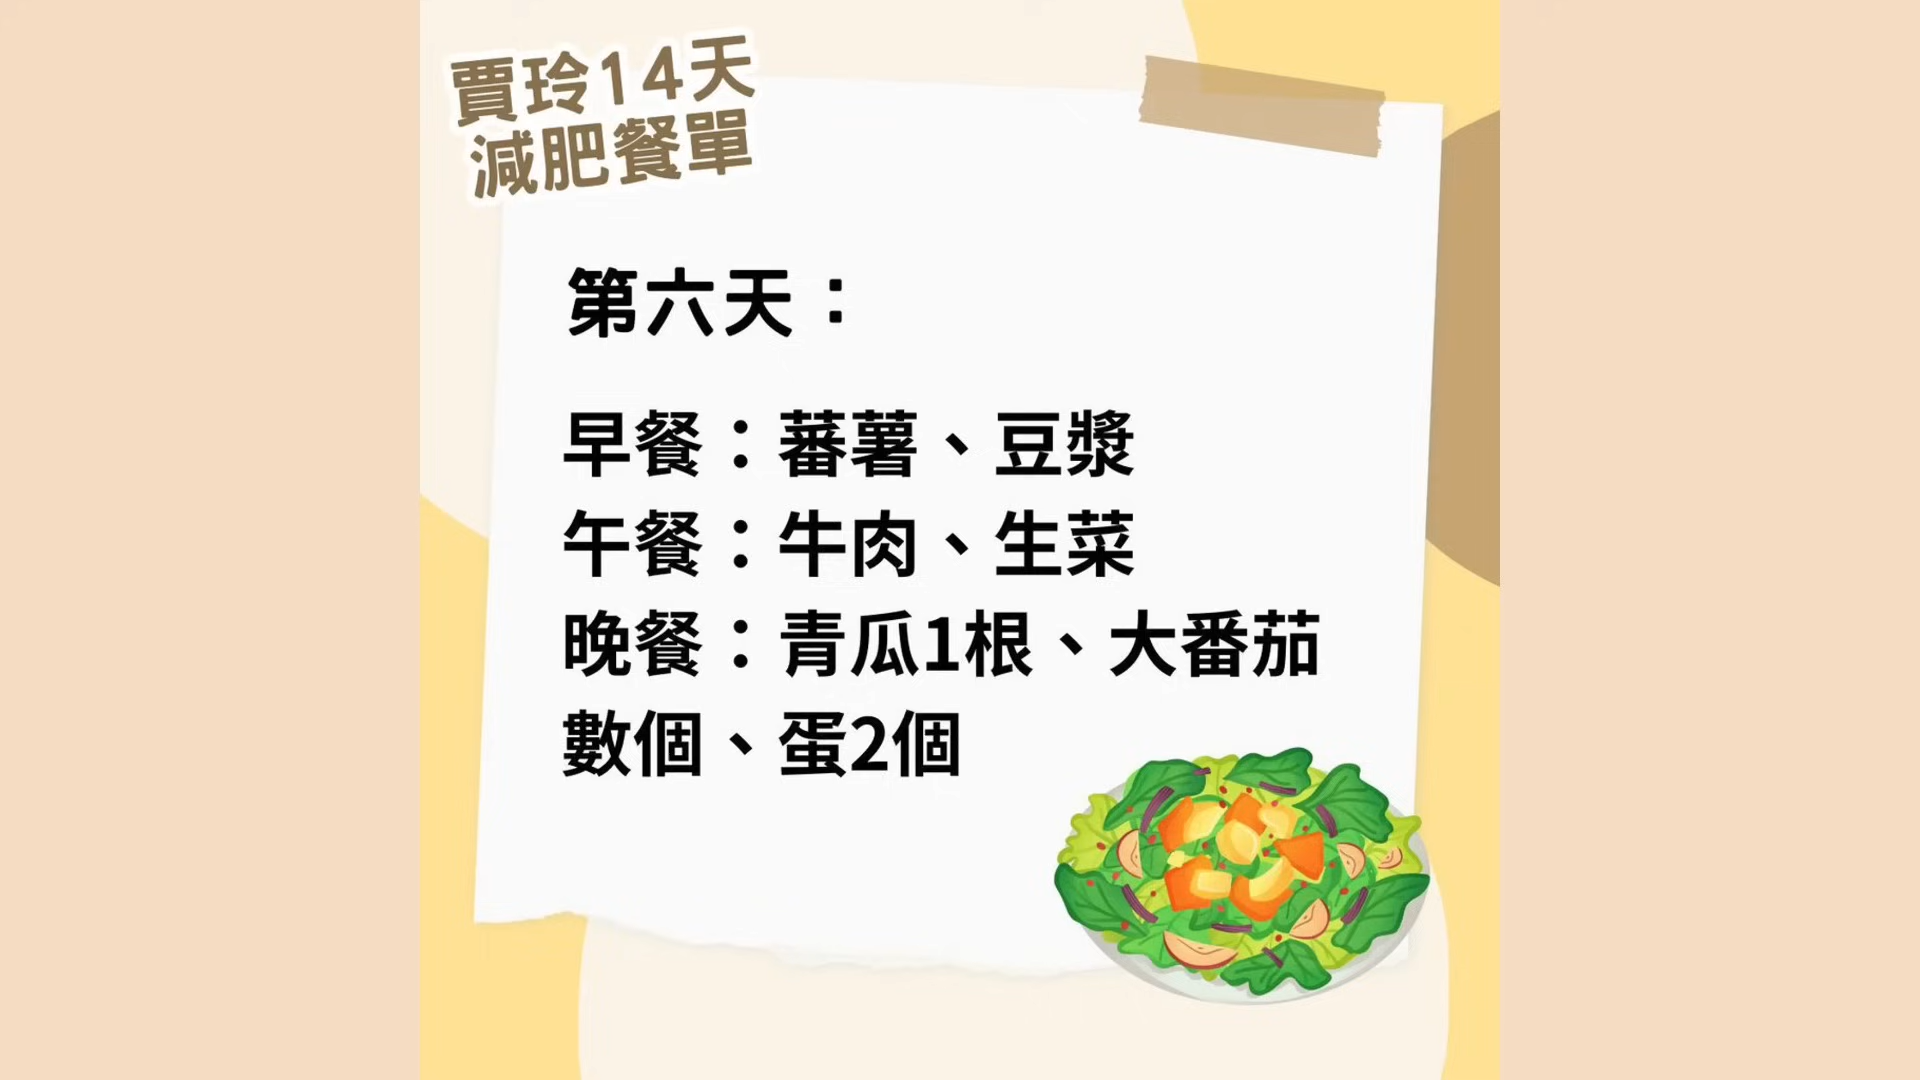 賈玲14天
減肥餐單
第六天：
早餐：蕃薯、豆漿
午餐：牛肉、生菜
晚餐：青瓜1根、大番茄
數個、蛋2個